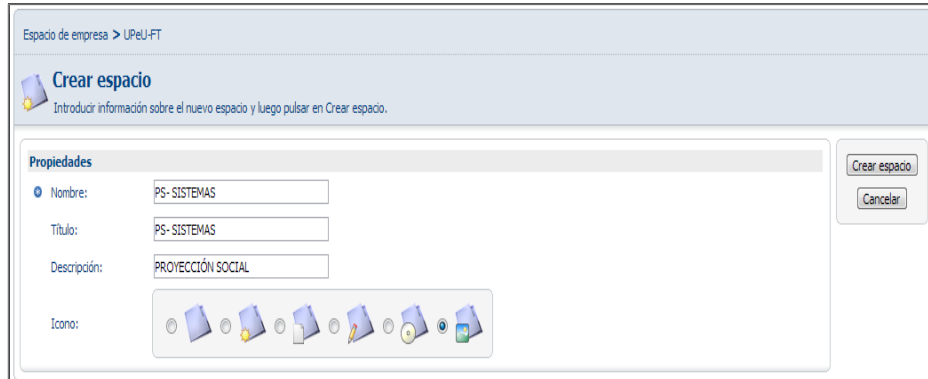 Espacio de empresa > UPeU-FT
Crear espacio
Introducir información sobre el nuevo espacio y luego pulsar en Crear espacio.
Propiedades
Nombre: PS- SISTEMAS
Título: PS- SISTEMAS
Descripción: PROYECCIÓN SOCIAL
Icono:
Crear espacio
Cancelar